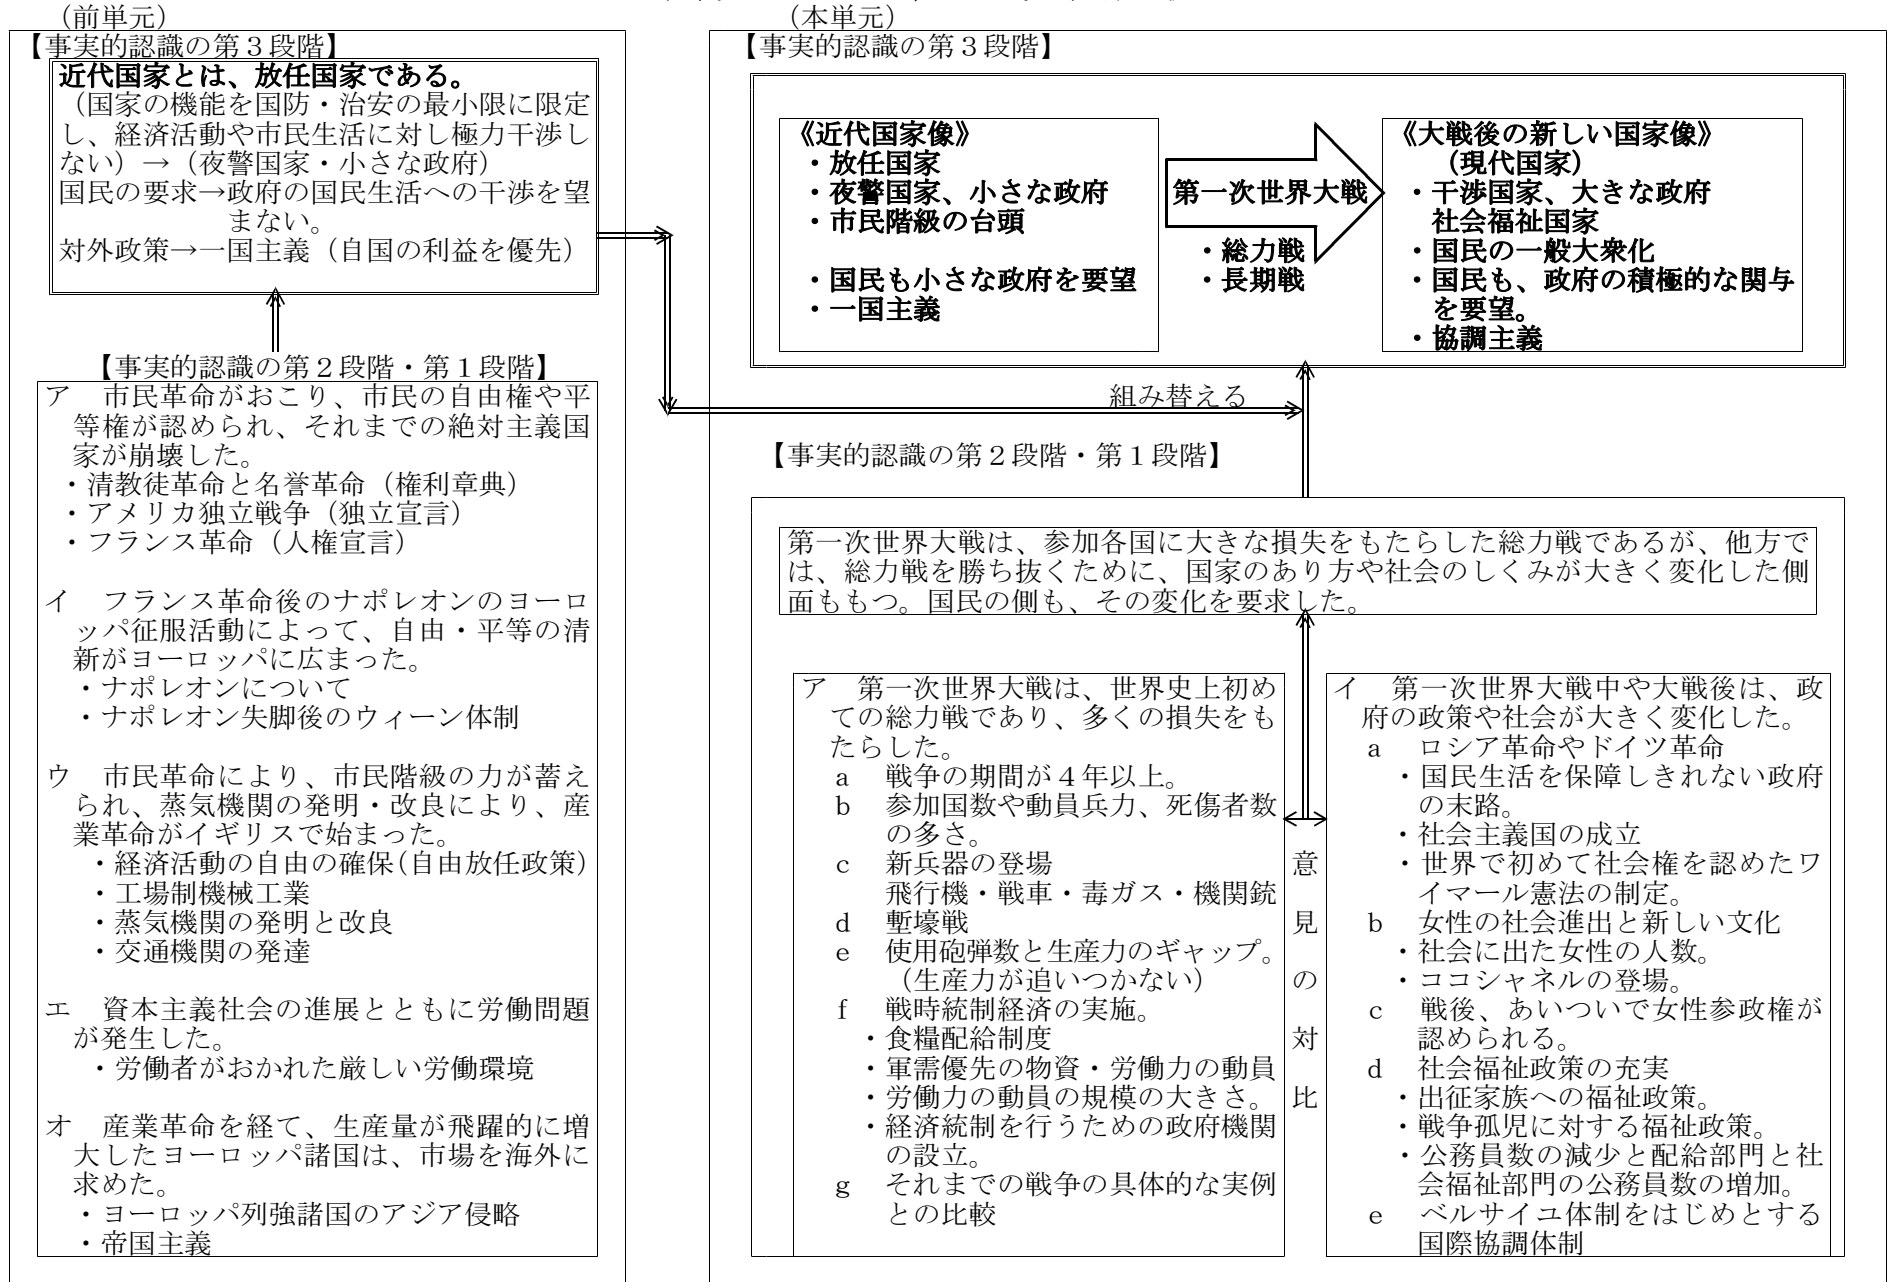 （前単元）
【事実的認識の第３段階】
近代国家とは、放任国家である。
（国家の機能を国防・治安の最小限に限定
し、経済活動や市民生活に対し極力干渉し
ない）→（夜警国家・小さな政府）
国民の要求→政府の国民生活への干渉を望
まない。
対外政策→一国主義（自国の利益を優先）
【事実的認識の第２段階・第１段階】
ア　市民革命がおこり、市民の自由権や平
等権が認められ、それまでの絶対主義国
家が崩壊した。
・清教徒革命と名誉革命（権利章典）
・アメリカ独立戦争（独立宣言）
・フランス革命（人権宣言）
イ　フランス革命後のナポレオンのヨーロ
ッパ征服活動によって、自由・平等の清
新がヨーロッパに広まった。
・ナポレオンについて
・ナポレオン失脚後のウィーン体制
ウ　市民革命により、市民階級の力が蓄え
られ、蒸気機関の発明・改良により、産
業革命がイギリスで始まった。
・経済活動の自由の確保(自由放任政策）
・工場制機械工業
・蒸気機関の発明と改良
・交通機関の発達
エ　資本主義社会の進展とともに労働問題
が発生した。
・労働者がおかれた厳しい労働環境
オ　産業革命を経て、生産量が飛躍的に増
大したヨーロッパ諸国は、市場を海外に
求めた。
・ヨーロッパ列強諸国のアジア侵略
・帝国主義
（本単元）
【事実的認識の第３段階】
《近代国家像》
・放任国家
・夜警国家、小さな政府
・市民階級の台頭
・国民も小さな政府を要望
・一国主義
第一次世界大戦
・総力戦
・長期戦
《大戦後の新しい国家像》
（現代国家）
・干渉国家、大きな政府
社会福祉国家
・国民の一般大衆化
・国民も、政府の積極的な関与
を要望。
・協調主義
組み替える
【事実的認識の第２段階・第１段階】
第一次世界大戦は、参加各国に大きな損失をもたらした総力戦であるが、他方で
は、総力戦を勝ち抜くために、国家のあり方や社会のしくみが大きく変化した側
面ももつ。国民の側も、その変化を要求した。
ア　第一次世界大戦は、世界史上初め
ての総力戦であり、多くの損失をも
たらした。
a　戦争の期間が４年以上。
b　参加国数や動員兵力、死傷者数
の多さ。
c　新兵器の登場
飛行機・戦車・毒ガス・機関銃
d　塹壕戦
e　使用砲弾数と生産力のギャップ。
（生産力が追いつかない）
f　戦時統制経済の実施。
・食糧配給制度
・軍需優先の物資・労働力の動員
・労働力の動員の規模の大きさ。
・経済統制を行うための政府機関
の設立。
g　それまでの戦争の具体的な実例
との比較
意
見
の
対
比
イ　第一次世界大戦中や大戦後は、政
府の政策や社会が大きく変化した。
a　ロシア革命やドイツ革命
・国民生活を保障しきれない政府
の末路。
・社会主義国の成立
・世界で初めて社会権を認めたワ
イマール憲法の制定。
b　女性の社会進出と新しい文化
・社会に出た女性の人数。
・ココシャネルの登場。
c　戦後、あいついで女性参政権が
認められる。
d　社会福祉政策の充実
・出征家族への福祉政策。
・戦争孤児に対する福祉政策。
・公務員数の減少と配給部門と社
会福祉部門の公務員数の増加。
e　ベルサイユ体制をはじめとする
国際協調体制